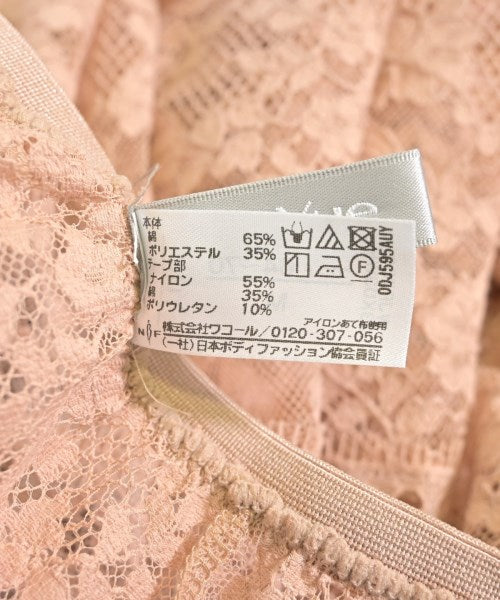 本体
綿 65%
ポリエステル 35%
テープ部
ナイロン 55%
綿 35%
ポリウレタン 10%
アイロンあて布使用
株式会社ワコール/0120-307-056
NBF (一社)日本ボディファッション協会員証
0DJ595AUY